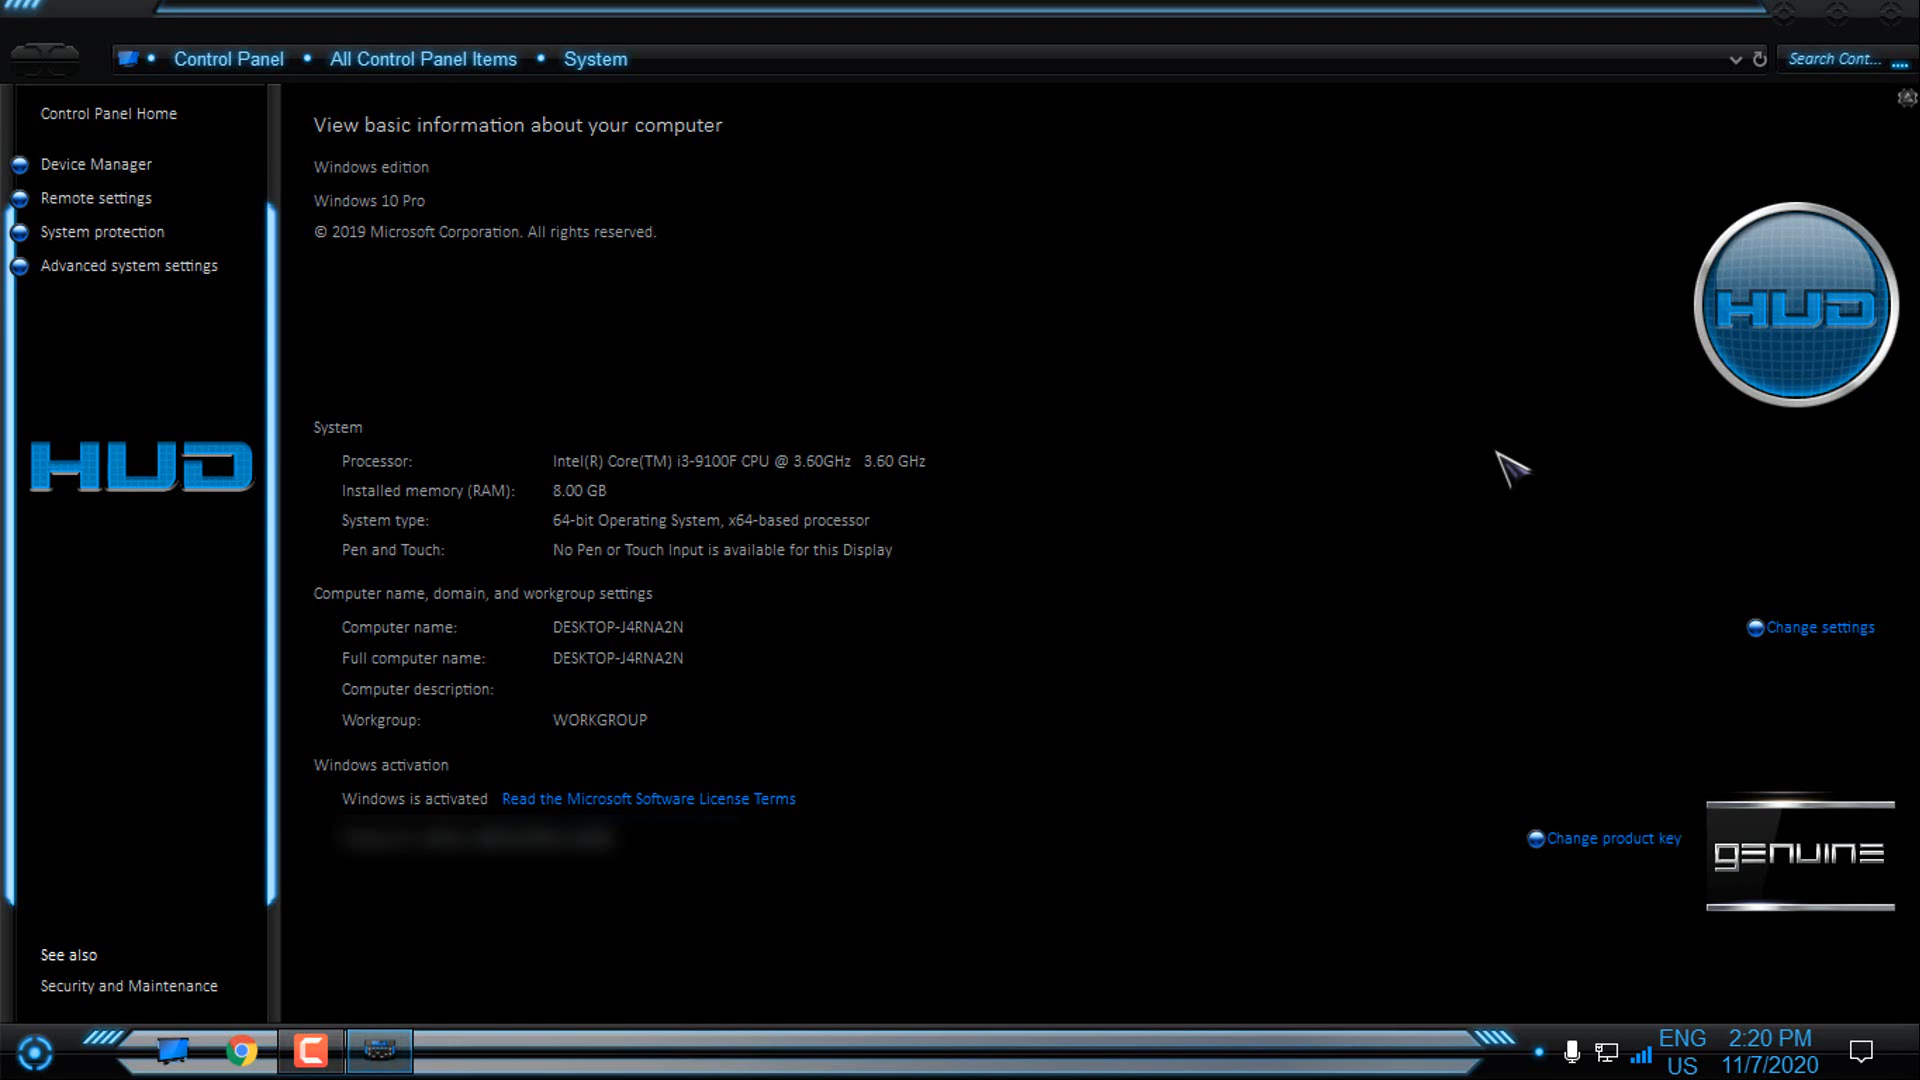 Control Panel • All Control Panel Items • System
Search Cont...
Control Panel Home
Device Manager
Remote settings
System protection
Advanced system settings
HUD
See also
Security and Maintenance
View basic information about your computer
Windows edition
Windows 10 Pro
© 2019 Microsoft Corporation. All rights reserved.
HUD
System
Processor: Intel(R) Core(TM) i3-9100F CPU @ 3.60GHz 3.60 GHz
Installed memory (RAM): 8.00 GB
System type: 64-bit Operating System, x64-based processor
Pen and Touch: No Pen or Touch Input is available for this Display
Computer name, domain, and workgroup settings
Computer name: DESKTOP-J4RNA2N
Change settings
Full computer name: DESKTOP-J4RNA2N
Computer description:
Workgroup: WORKGROUP
Windows activation
Windows is activated Read the Microsoft Software License Terms
Change product key
genuine
ENG 2:20 PM
US 11/7/2020